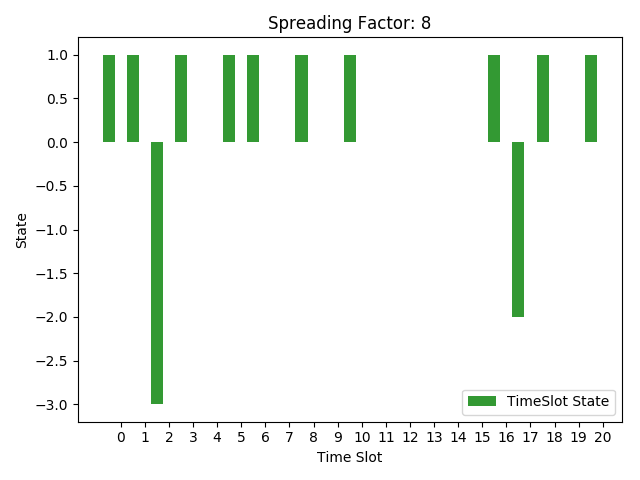 Spreading Factor: 8
State
1.0
0.5
0.0
−0.5
−1.0
−1.5
−2.0
−2.5
−3.0
TimeSlot State
0 1 2 3 4 5 6 7 8 9 10 11 12 13 14 15 16 17 18 19 20
Time Slot